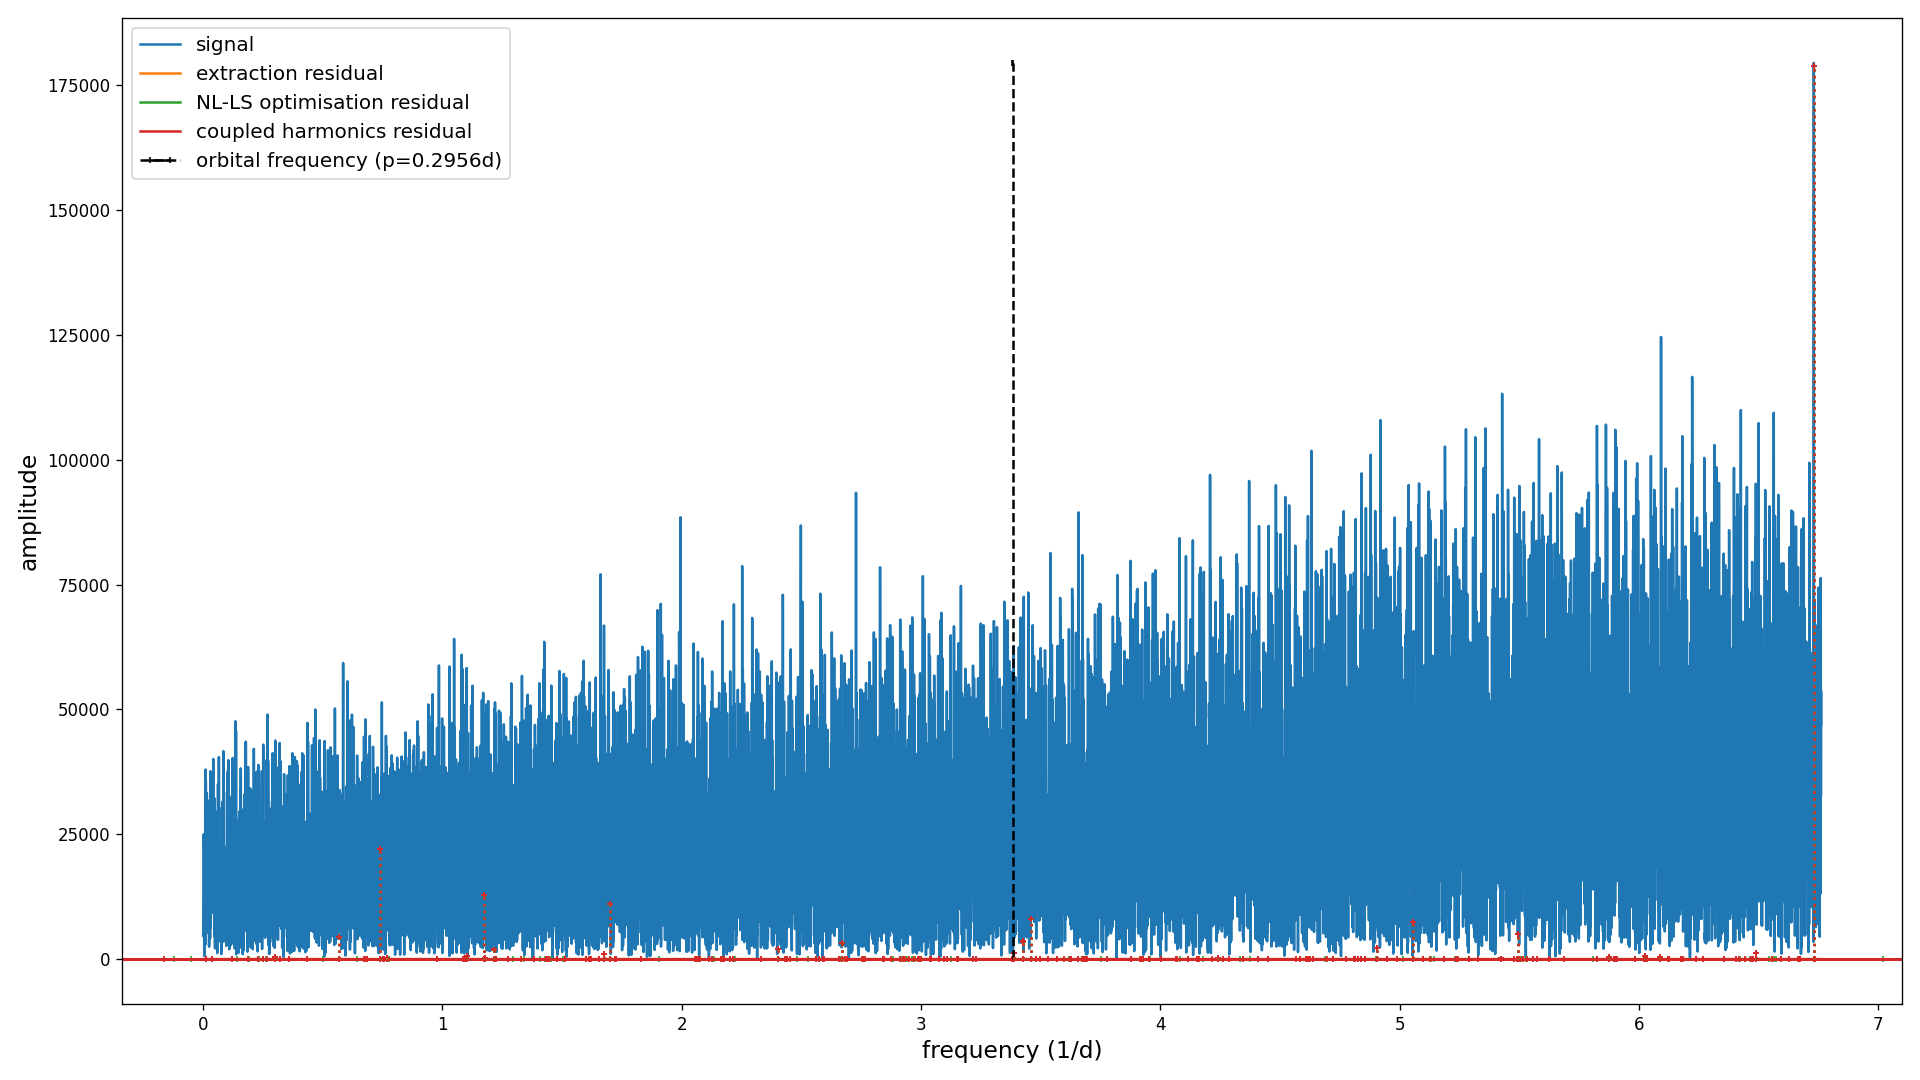 signal
extraction residual
NL-LS optimisation residual
coupled harmonics residual
orbital frequency (p=0.2956d)
175000
150000
125000
100000
75000
50000
25000
0
amplitude
0 1 2 3 4 5 6 7
frequency (1/d)